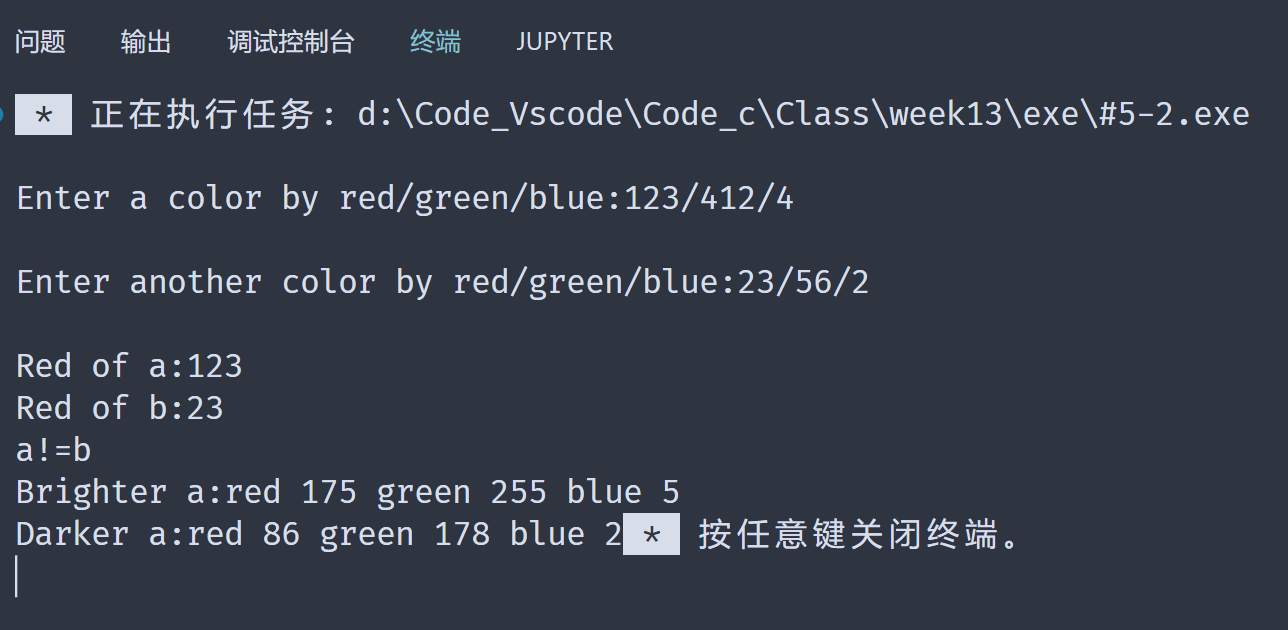 问题 输出 调试控制台 终端 JUPYTER
* 正在执行任务: d:\Code_Vscode\Code_c\Class\week13\exe\#5-2.exe
Enter a color by red/green/blue:123/412/4
Enter another color by red/green/blue:23/56/2
Red of a:123
Red of b:23
a!=b
Brighter a:red 175 green 255 blue 5
Darker a:red 86 green 178 blue 2 * 按任意键关闭终端。